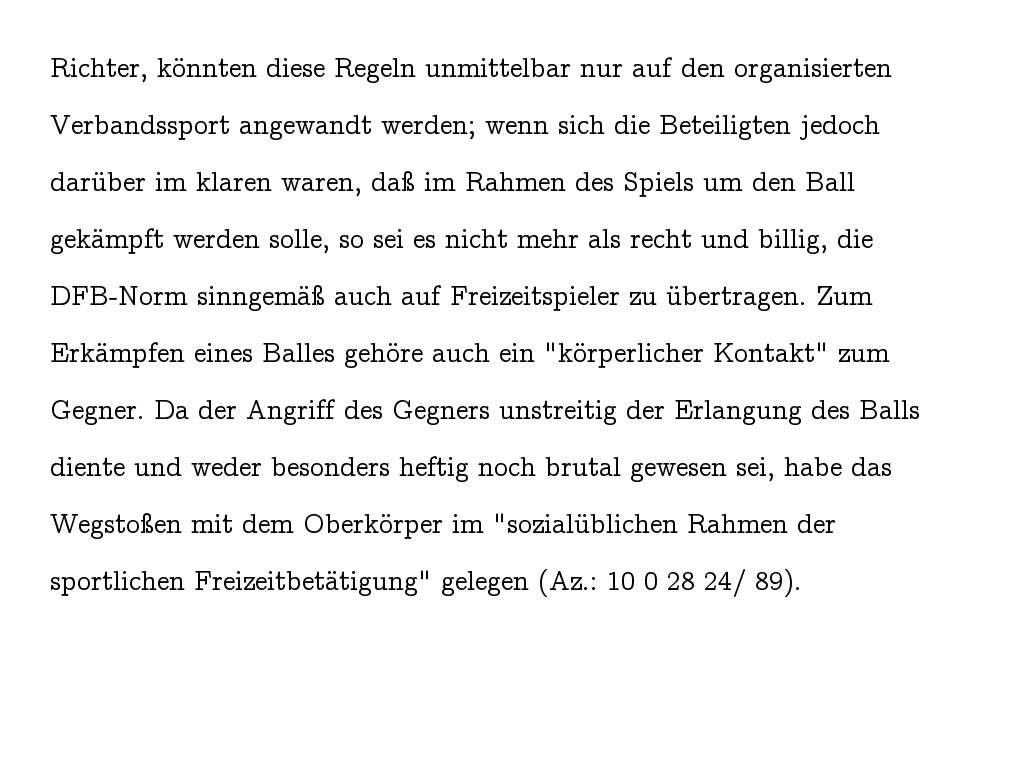 Richter, könnten diese Regeln unmittelbar nur auf den organisierten
Verbandssport angewandt werden; wenn sich die Beteiligten jedoch
darüber im klaren waren, daß im Rahmen des Spiels um den Ball
gekämpft werden solle, so sei es nicht mehr als recht und billig, die
DFB-Norm sinngemäß auch auf Freizeitspieler zu übertragen. Zum
Erkämpfen eines Balles gehöre auch ein "körperlicher Kontakt" zum
Gegner. Da der Angriff des Gegners unstreitig der Erlangung des Balls
diente und weder besonders heftig noch brutal gewesen sei, habe das
Wegstoßen mit dem Oberkörper im "sozialüblichen Rahmen der
sportlichen Freizeitbetätigung" gelegen (Az.: 10 0 28 24/ 89).